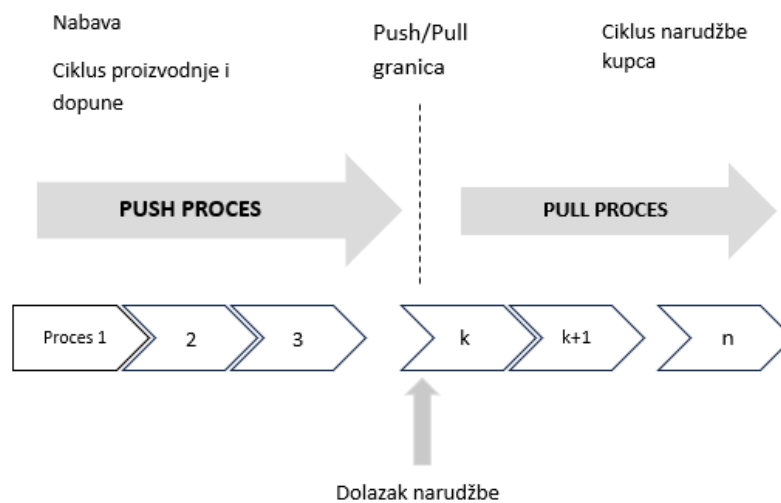 Nabava
Ciklus proizvodnje i
dopune
Push/Pull
granica
Ciklus narudžbe
kupca
PUSH PROCES
PULL PROCES
Proces 1
2
3
k
k+1
n
Dolazak narudžbe